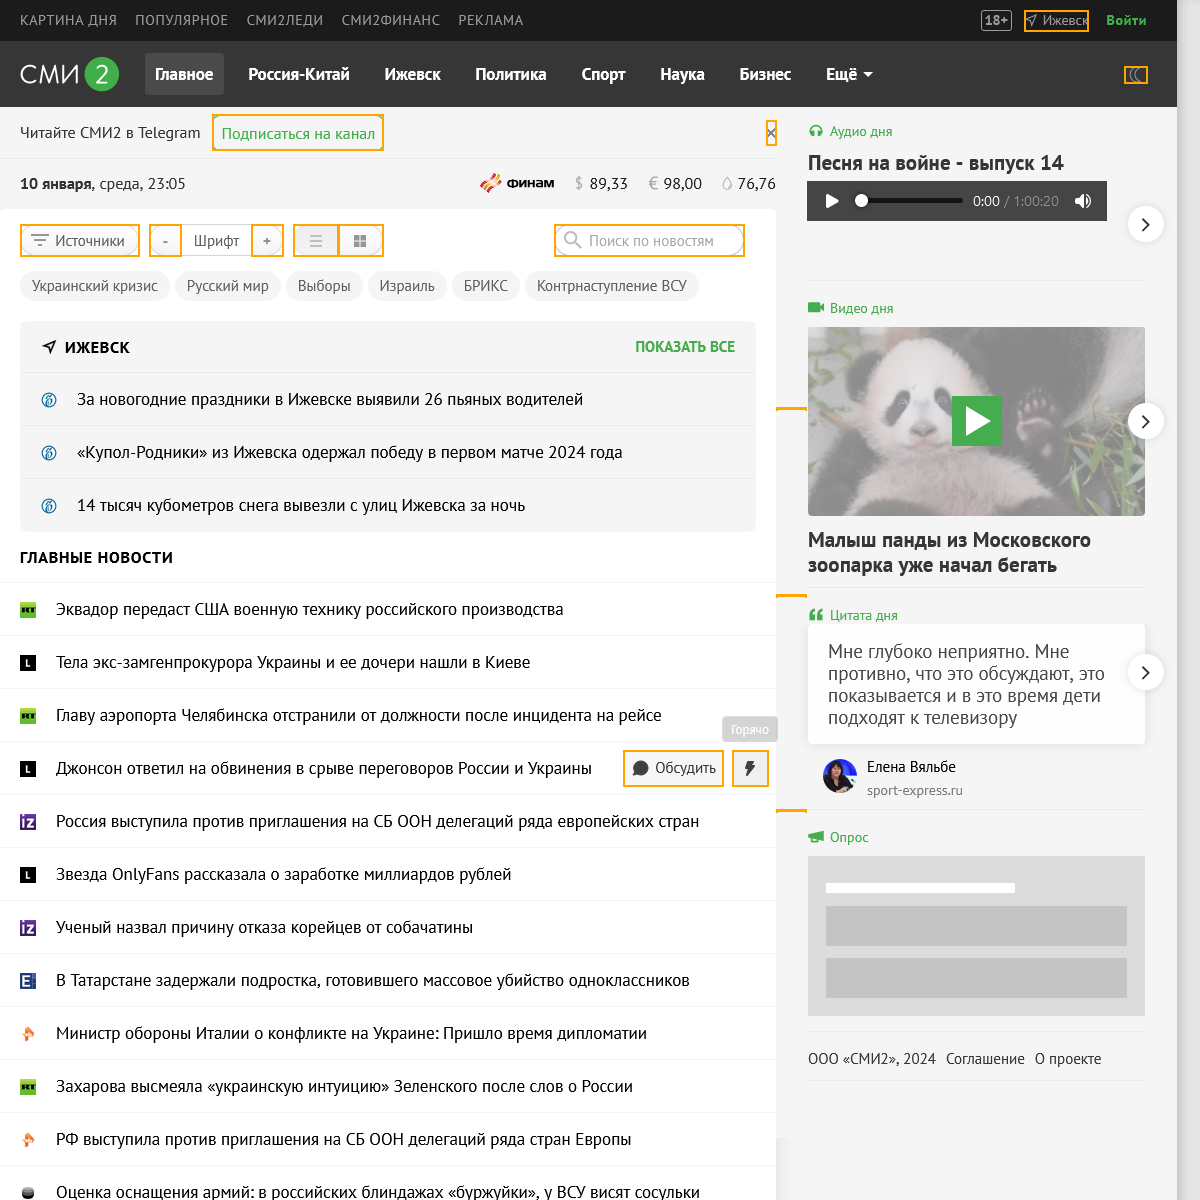 КАРТИНА ДНЯ ПОПУЛЯРНОЕ СМИ2ЛЕДИ СМИ2ФИНАНС РЕКЛАМА 18+ Ижевск Войти
СМИ2 Главное Россия-Китай Ижевск Политика Спорт Наука Бизнес Ещё
Читайте СМИ2 в Telegram Подписаться на канал ×
10 января, среда, 23:05 финам $ 89,33 € 98,00 76,76
Источники - Шрифт + Поиск по новостям
Украинский кризис Русский мир Выборы Израиль БРИКС Контрнаступление ВСУ
ИЖЕВСК ПОКАЗАТЬ ВСЕ
За новогодние праздники в Ижевске выявили 26 пьяных водителей
«Купол-Родники» из Ижевска одержал победу в первом матче 2024 года
14 тысяч кубометров снега вывезли с улиц Ижевска за ночь
ГЛАВНЫЕ НОВОСТИ
RT Эквадор передаст США военную технику российского производства
L Тела экс-замгенпрокурора Украины и ее дочери нашли в Киеве
RT Главу аэропорта Челябинска отстранили от должности после инцидента на рейсе
Горячо
L Джонсон ответил на обвинения в срыве переговоров России и Украины Обсудить
iz Россия выступила против приглашения на СБ ООН делегаций ряда европейских стран
L Звезда OnlyFans рассказала о заработке миллиардов рублей
iz Ученый назвал причину отказа корейцев от собачатины
E В Татарстане задержали подростка, готовившего массовое убийство одноклассников
Министр обороны Италии о конфликте на Украине: Пришло время дипломатии
RT Захарова высмеяла «украинскую интуицию» Зеленского после слов о России
РФ выступила против приглашения на СБ ООН делегаций ряда стран Европы
Оценка оснащения армий: в российских блиндажах «буржуйки», у ВСУ висят сосульки
Аудио дня
Песня на войне - выпуск 14
0:00 / 1:00:20
Видео дня
Малыш панды из Московского
зоопарка уже начал бегать
Цитата дня
Мне глубоко неприятно. Мне
противно, что это обсуждают, это
показывается и в это время дети
подходят к телевизору
Елена Вяльбе
sport-express.ru
Опрос
ООО «СМИ2», 2024 Соглашение О проекте